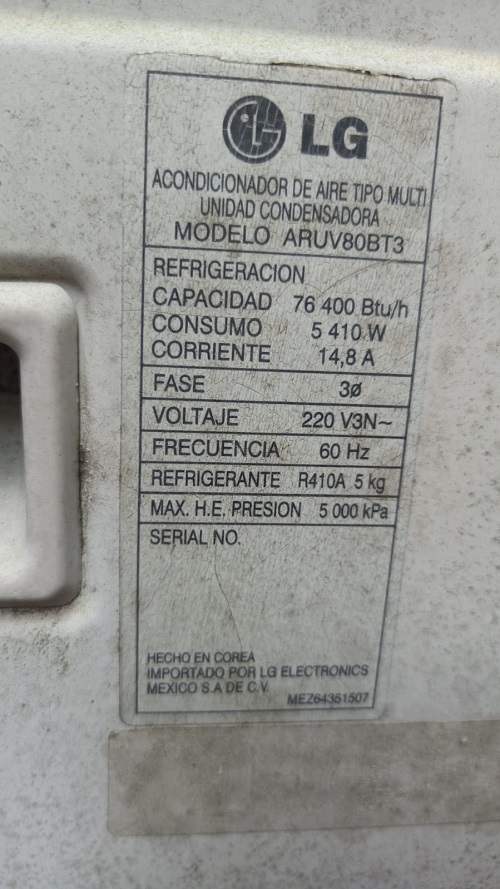 LG
ACONDICIONADOR DE AIRE TIPO MULTI
UNIDAD CONDENSADORA
MODELO ARUV80BT3
REFRIGERACION
CAPACIDAD 76 400 Btu/h
CONSUMO 5 410 W
CORRIENTE 14,8 A
FASE 3ø
VOLTAJE 220 V3N~
FRECUENCIA 60 Hz
REFRIGERANTE R410A 5 kg
MAX. H.E. PRESION 5 000 kPa
SERIAL NO.
HECHO EN COREA
IMPORTADO POR LG ELECTRONICS
MEXICO S.A DE C.V.
MEZ64351507